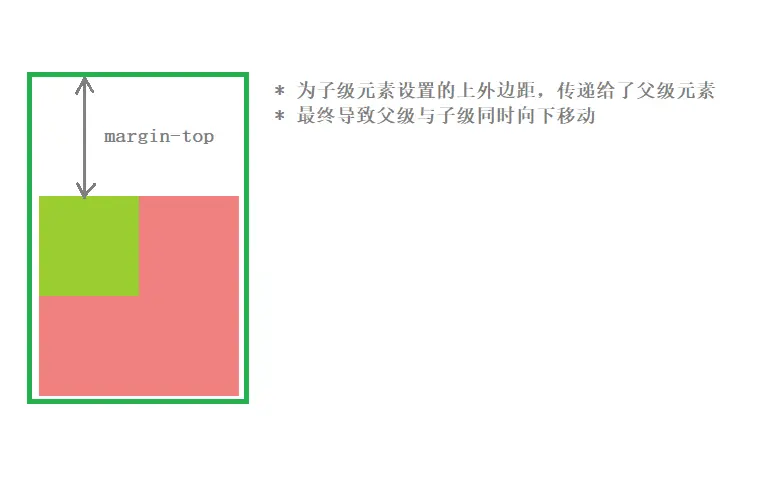 * 为子级元素设置的上外边距，传递给了父级元素
* 最终导致父级与子级同时向下移动
margin-top